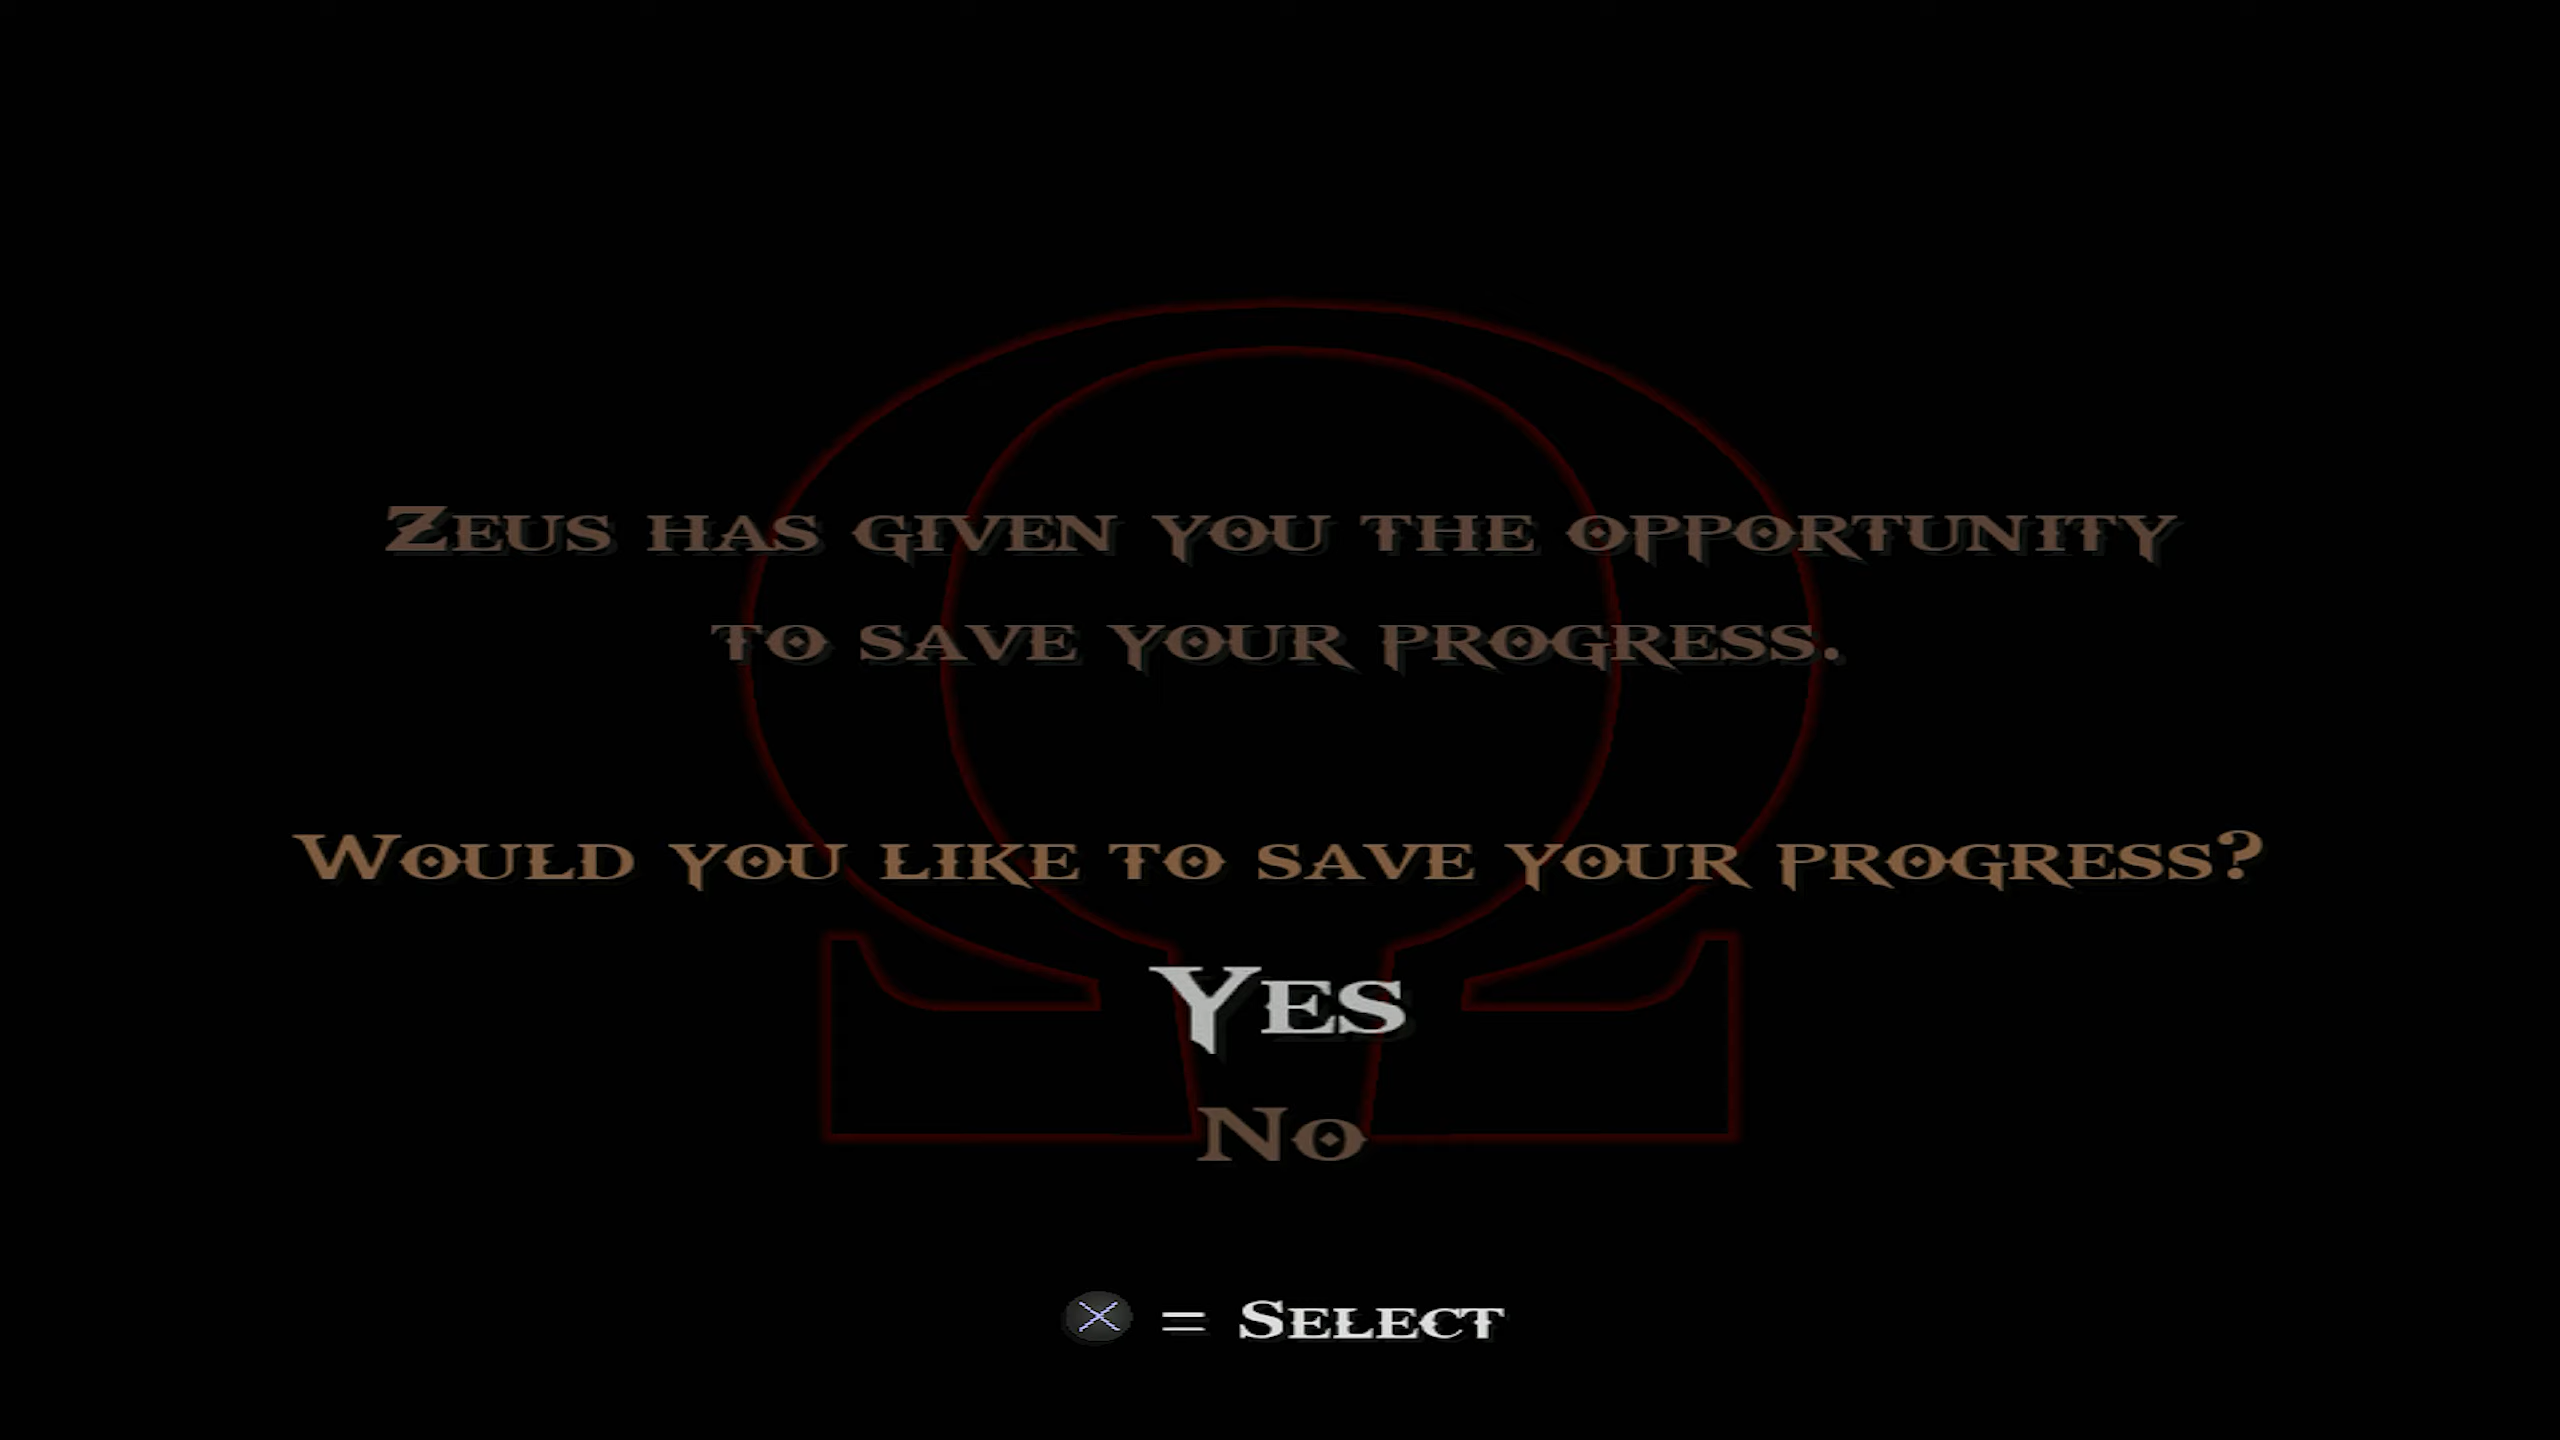 Zeus has given you the opportunity
to save your progress.
Would you like to save your progress?
Yes
No
= Select